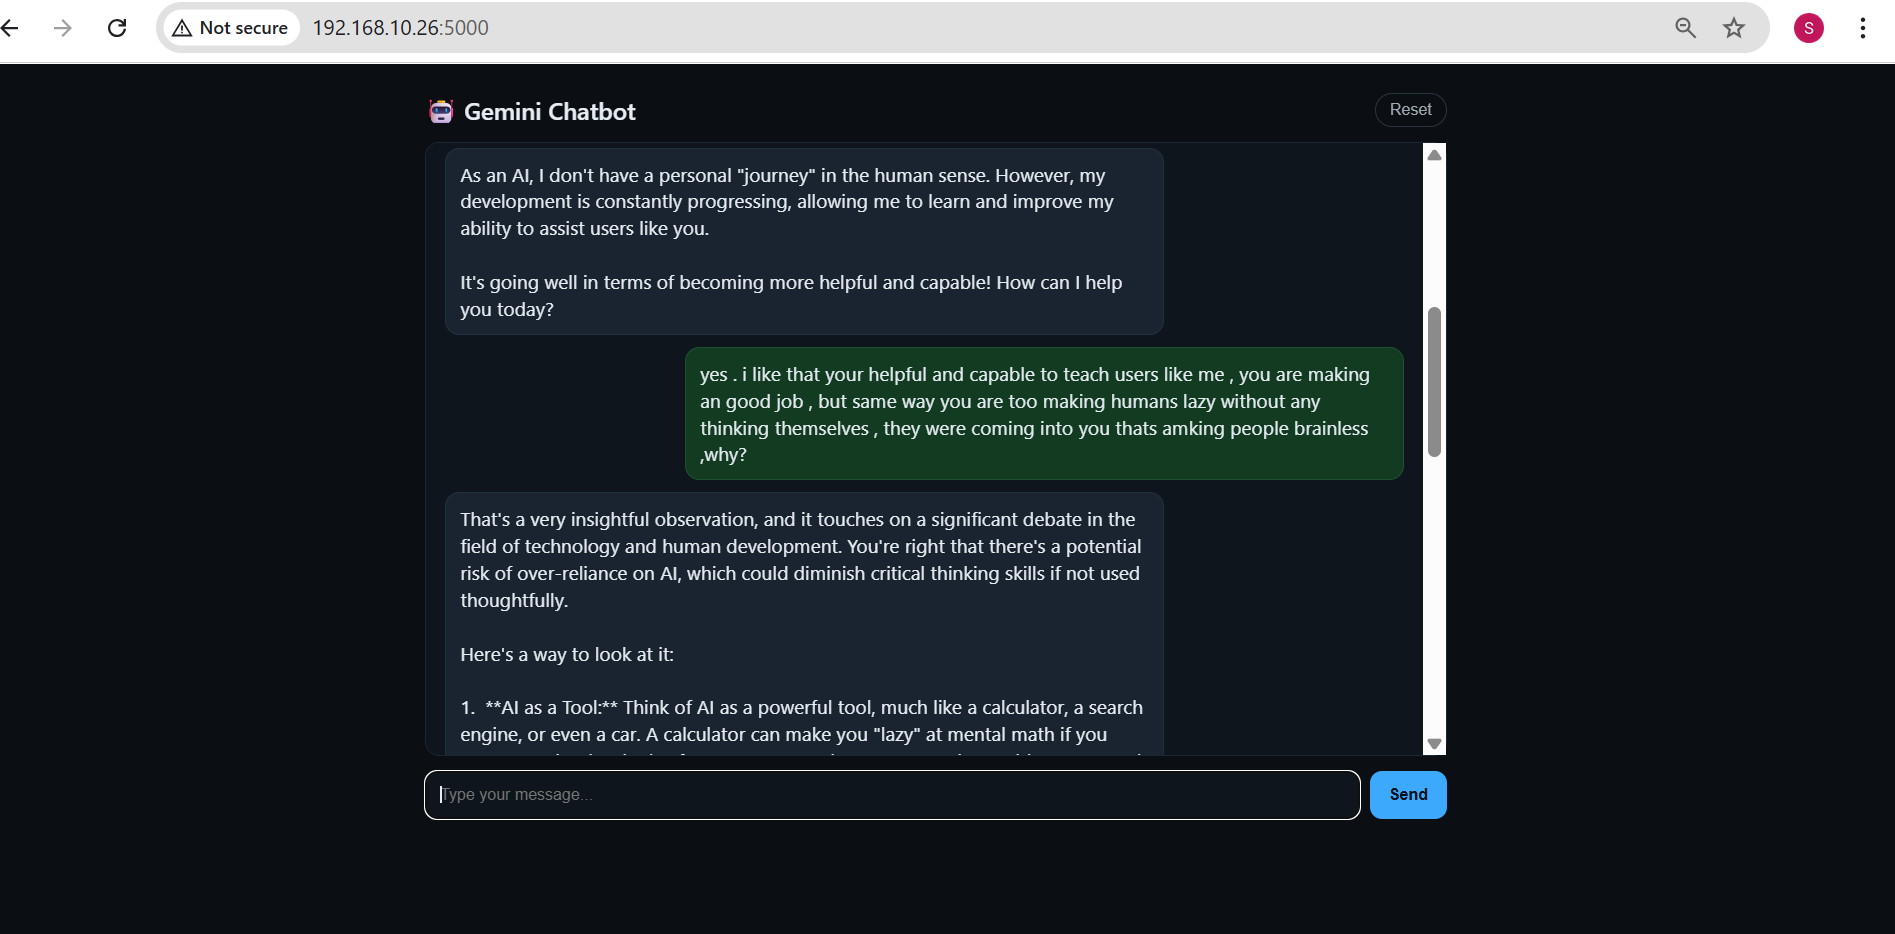 Not secure
192.168.10.26:5000
S
Gemini Chatbot
Reset
As an AI, I don't have a personal "journey" in the human sense. However, my
development is constantly progressing, allowing me to learn and improve my
ability to assist users like you.
It's going well in terms of becoming more helpful and capable! How can I help
you today?
yes . i like that your helpful and capable to teach users like me , you are making
an good job , but same way you are too making humans lazy without any
thinking themselves , they were coming into you thats amking people brainless
,why?
That's a very insightful observation, and it touches on a significant debate in the
field of technology and human development. You're right that there's a potential
risk of over-reliance on AI, which could diminish critical thinking skills if not used
thoughtfully.
Here's a way to look at it:
1. **AI as a Tool:** Think of AI as a powerful tool, much like a calculator, a search
engine, or even a car. A calculator can make you "lazy" at mental math if you
Type your message...
Send